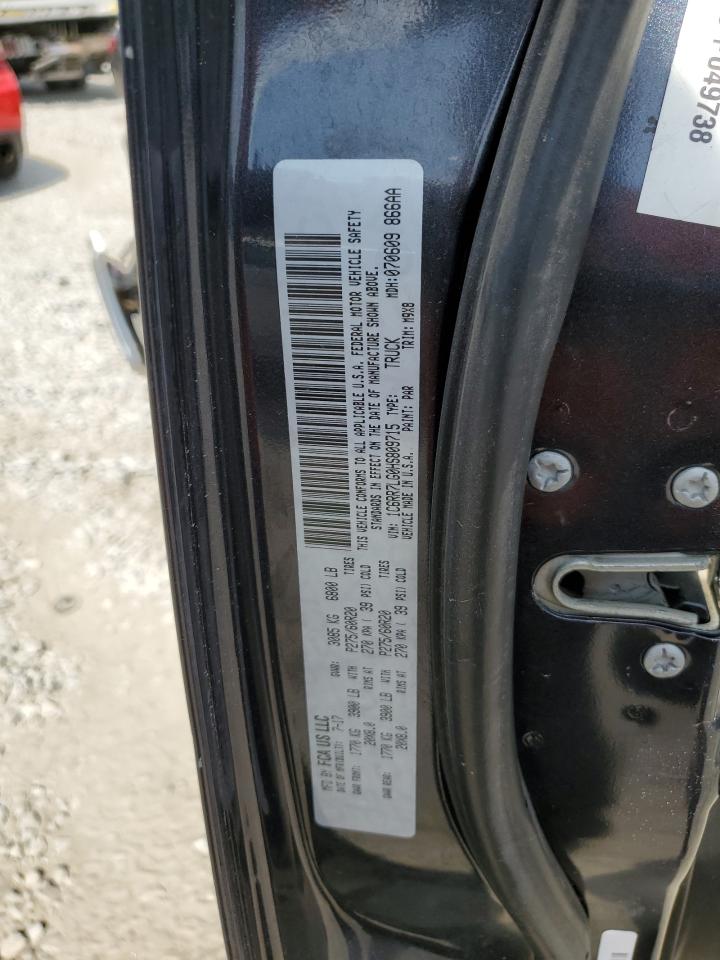 MFD BY FCA US LLC
DATE OF MFR(BUILT): 7-17 GVWR: 3085 KG 6800 LB
GAWR FRONT: 1770 KG 3900 LB WITH P275/60R20 TIRES
20X8.0 RIMS AT 270 KPA ( 39 PSI) COLD
GAWR REAR: 1770 KG 3900 LB WITH P275/60R20 TIRES
20X8.0 RIMS AT 270 KPA ( 39 PSI) COLD
THIS VEHICLE CONFORMS TO ALL APPLICABLE U.S.A. FEDERAL MOTOR VEHICLE SAFETY
STANDARDS IN EFFECT ON THE DATE OF MANUFACTURE SHOWN ABOVE.
VIN: 1C6RR7LG0HS809715 TYPE: TRUCK MDH:070609 866AA
VEHICLE MADE IN U.S.A. PAINT: PAR TRIM: M9X8
049738